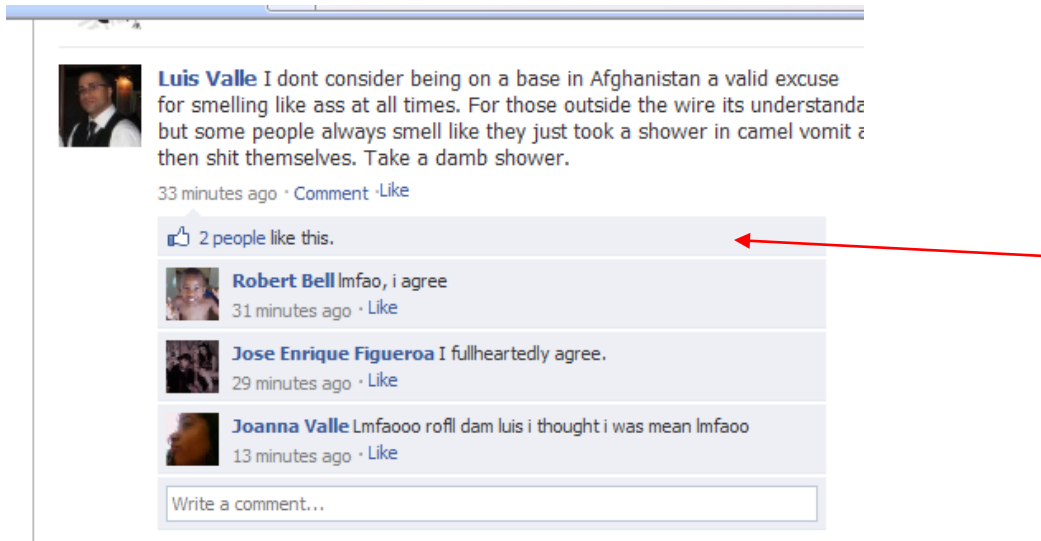 Luis Valle I dont consider being on a base in Afghanistan a valid excuse
for smelling like ass at all times. For those outside the wire its understanda
but some people always smell like they just took a shower in camel vomit a
then shit themselves. Take a damb shower.
33 minutes ago · Comment · Like
2 people like this.
Robert Bell lmfao, i agree
31 minutes ago · Like
Jose Enrique Figueroa I fullheartedly agree.
29 minutes ago · Like
Joanna Valle Lmfaooo rofll dam luis i thought i was mean lmfaoo
13 minutes ago · Like
Write a comment...